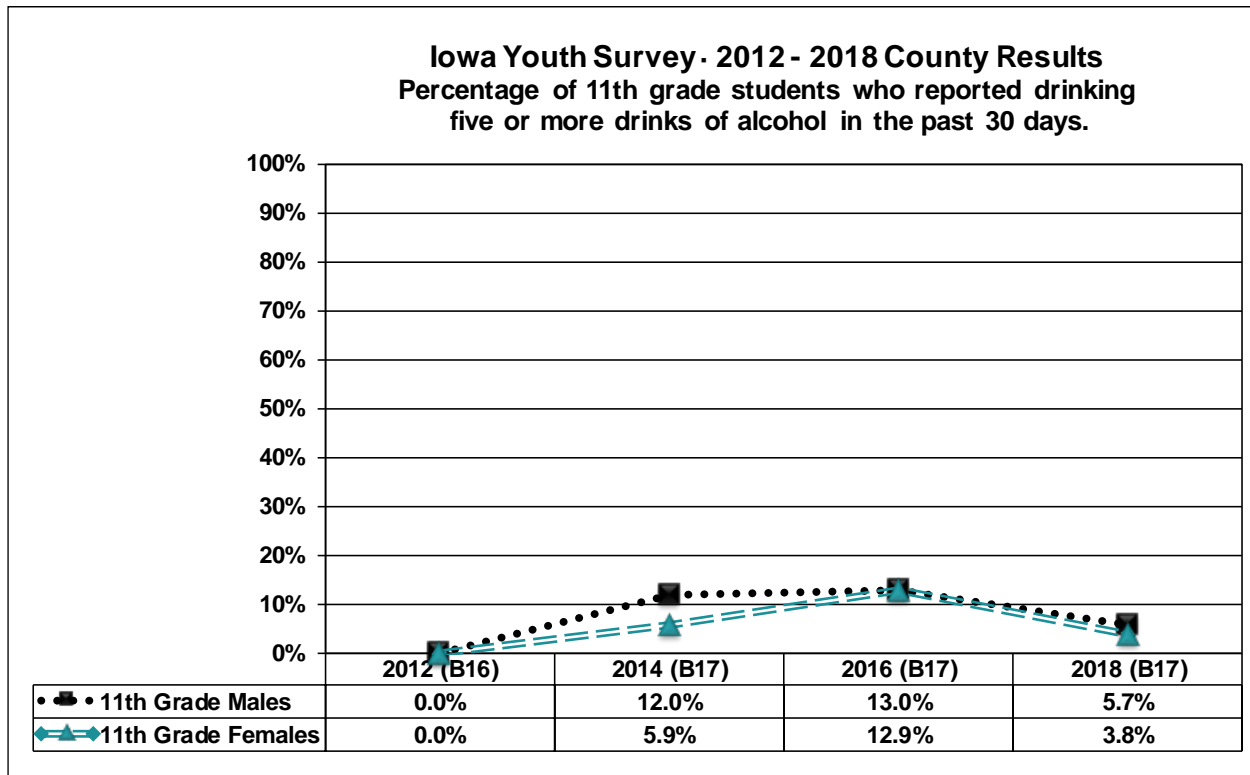 Iowa Youth Survey · 2012 - 2018 County Results
Percentage of 11th grade students who reported drinking
five or more drinks of alcohol in the past 30 days.
100%
90%
80%
70%
60%
50%
40%
30%
20%
10%
0%
2012 (B16) 2014 (B17) 2016 (B17) 2018 (B17)
11th Grade Males 0.0% 12.0% 13.0% 5.7%
11th Grade Females 0.0% 5.9% 12.9% 3.8%